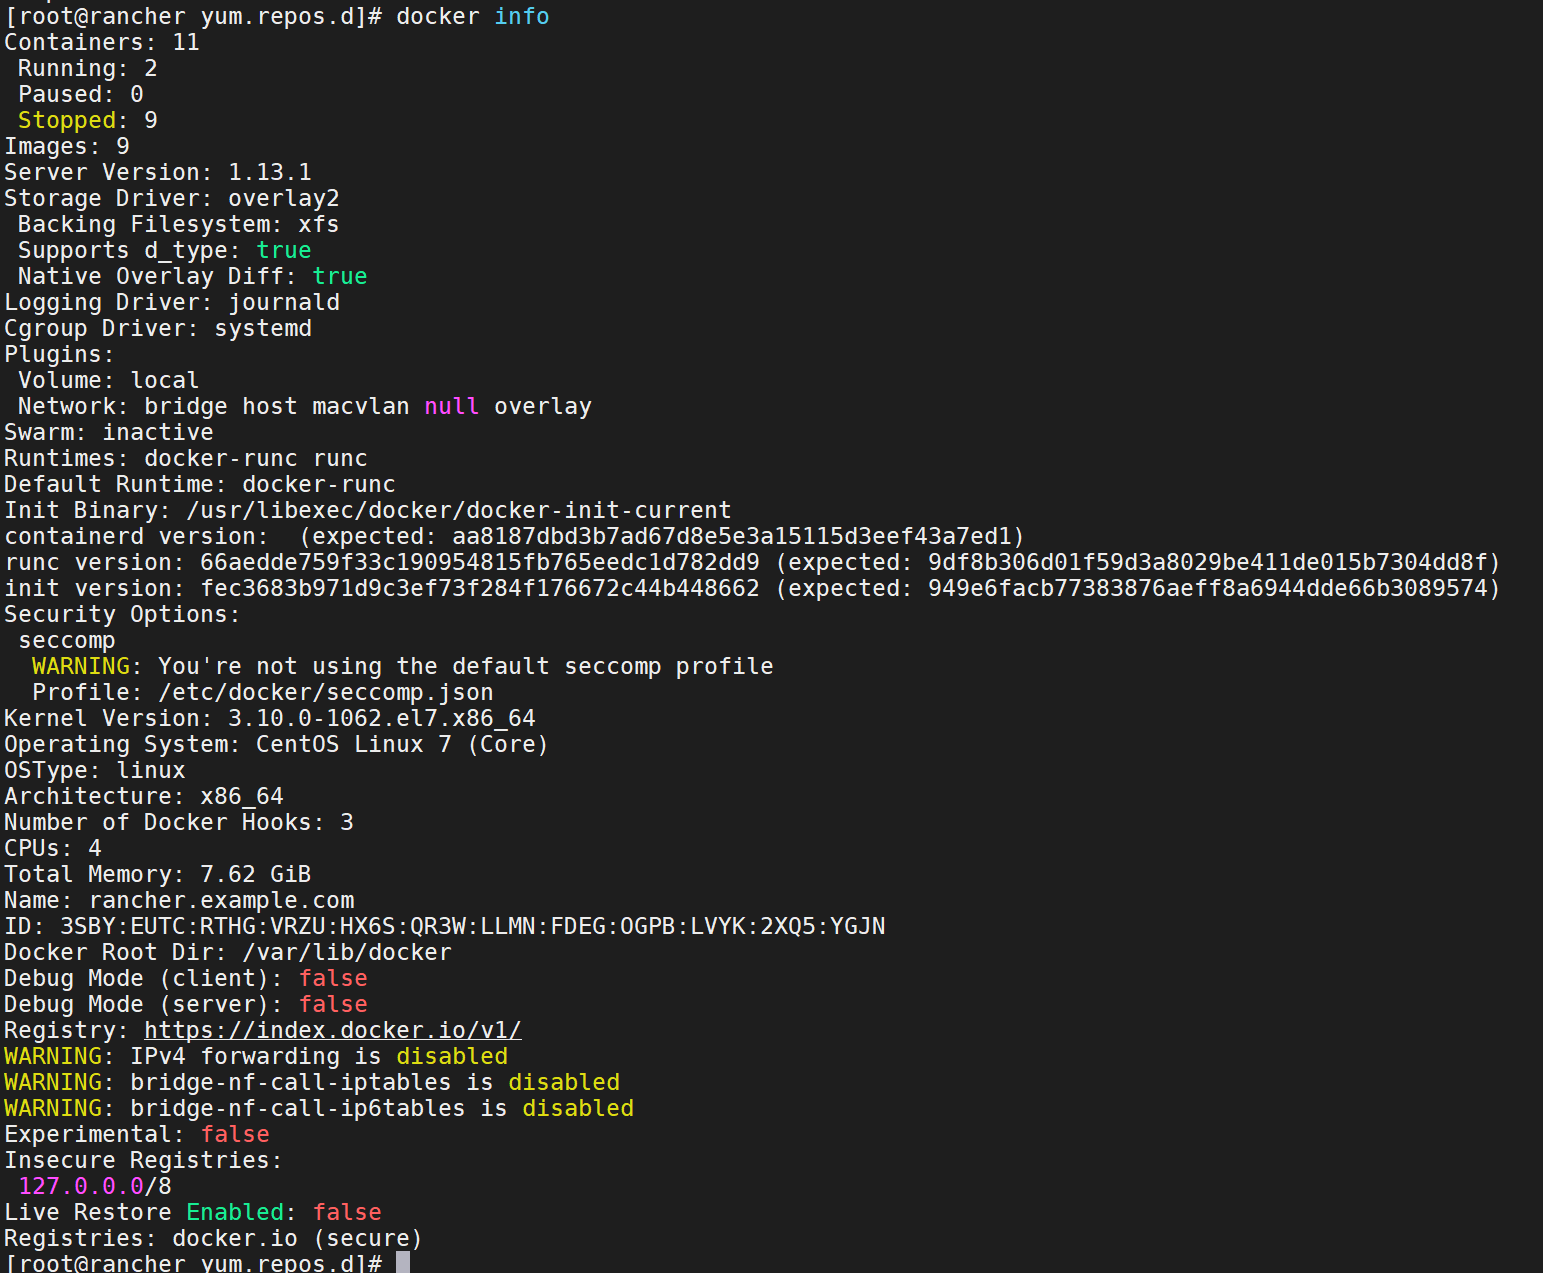 [root@rancher yum.repos.d]# docker info
Containers: 11
 Running: 2
 Paused: 0
 Stopped: 9
Images: 9
Server Version: 1.13.1
Storage Driver: overlay2
 Backing Filesystem: xfs
 Supports d_type: true
 Native Overlay Diff: true
Logging Driver: journald
Cgroup Driver: systemd
Plugins:
 Volume: local
 Network: bridge host macvlan null overlay
Swarm: inactive
Runtimes: docker-runc runc
Default Runtime: docker-runc
Init Binary: /usr/libexec/docker/docker-init-current
containerd version:  (expected: aa8187dbd3b7ad67d8e5e3a15115d3eef43a7ed1)
runc version: 66aedde759f33c190954815fb765eedc1d782dd9 (expected: 9df8b306d01f59d3a8029be411de015b7304dd8f)
init version: fec3683b971d9c3ef73f284f176672c44b448662 (expected: 949e6facb77383876aeff8a6944dde66b3089574)
Security Options:
 seccomp
  WARNING: You're not using the default seccomp profile
  Profile: /etc/docker/seccomp.json
Kernel Version: 3.10.0-1062.el7.x86_64
Operating System: CentOS Linux 7 (Core)
OSType: linux
Architecture: x86_64
Number of Docker Hooks: 3
CPUs: 4
Total Memory: 7.62 GiB
Name: rancher.example.com
ID: 3SBY:EUTC:RTHG:VRZU:HX6S:QR3W:LLMN:FDEG:OGPB:LVYK:2XQ5:YGJN
Docker Root Dir: /var/lib/docker
Debug Mode (client): false
Debug Mode (server): false
Registry: https://index.docker.io/v1/
WARNING: IPv4 forwarding is disabled
WARNING: bridge-nf-call-iptables is disabled
WARNING: bridge-nf-call-ip6tables is disabled
Experimental: false
Insecure Registries:
 127.0.0.0/8
Live Restore Enabled: false
Registries: docker.io (secure)
[root@rancher yum.repos.d]#